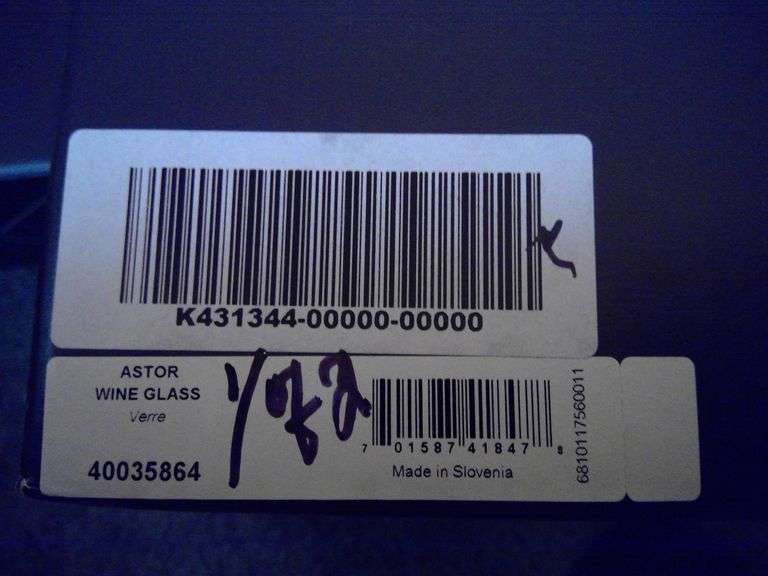 K431344-00000-00000
ASTOR
WINE GLASS
Verre
40035864
7 01587 41847 8
Made in Slovenia
6810117560011